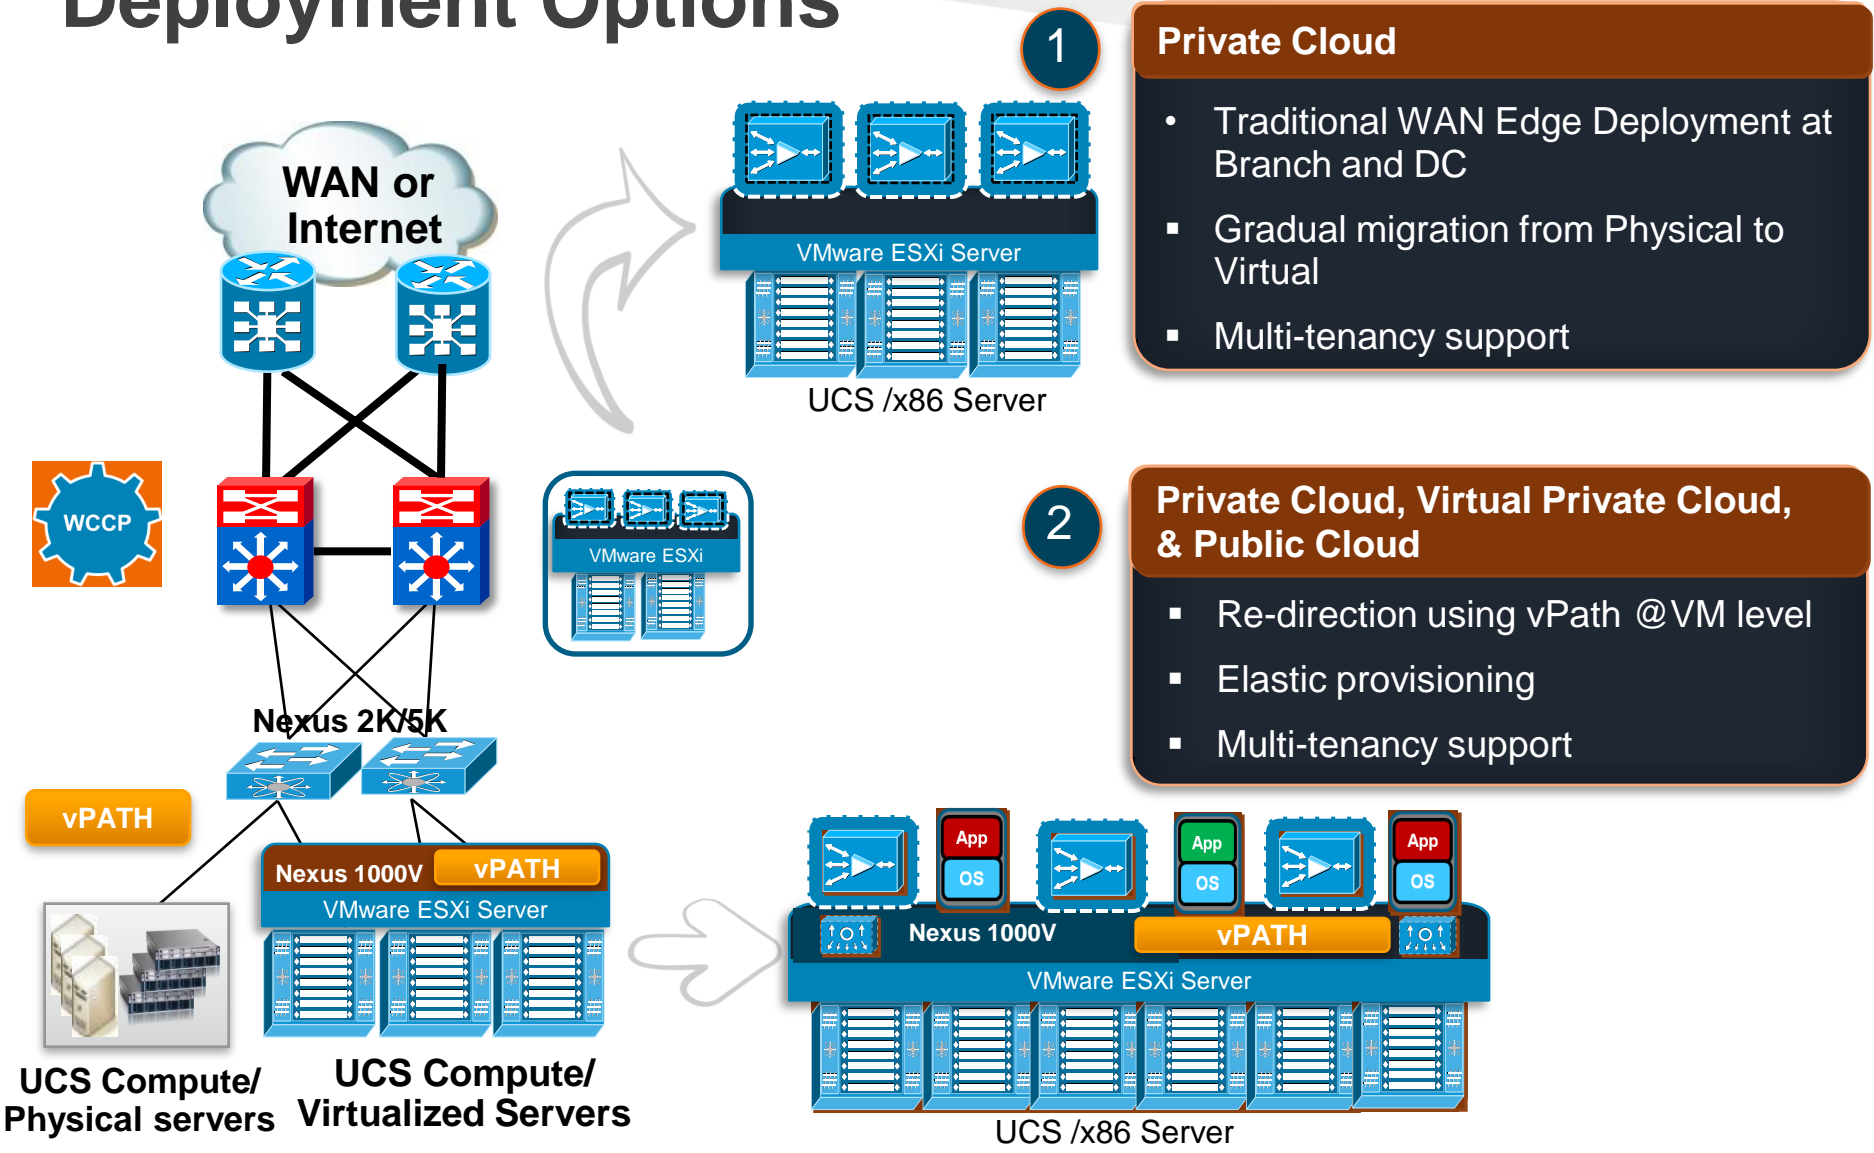 Deployment Options
1
Private Cloud
• Traditional WAN Edge Deployment at
Branch and DC
▪ Gradual migration from Physical to
Virtual
▪ Multi-tenancy support
WAN or
Internet
VMware ESXi Server
UCS /x86 Server
WCCP
VMware ESXi
2
Private Cloud, Virtual Private Cloud,
& Public Cloud
▪ Re-direction using vPath @VM level
▪ Elastic provisioning
▪ Multi-tenancy support
Nexus 2K/5K
vPATH
Nexus 1000V vPATH
VMware ESXi Server
UCS Compute/
Physical servers
UCS Compute/
Virtualized Servers
App
OS
App
OS
App
OS
Nexus 1000V vPATH
VMware ESXi Server
UCS /x86 Server